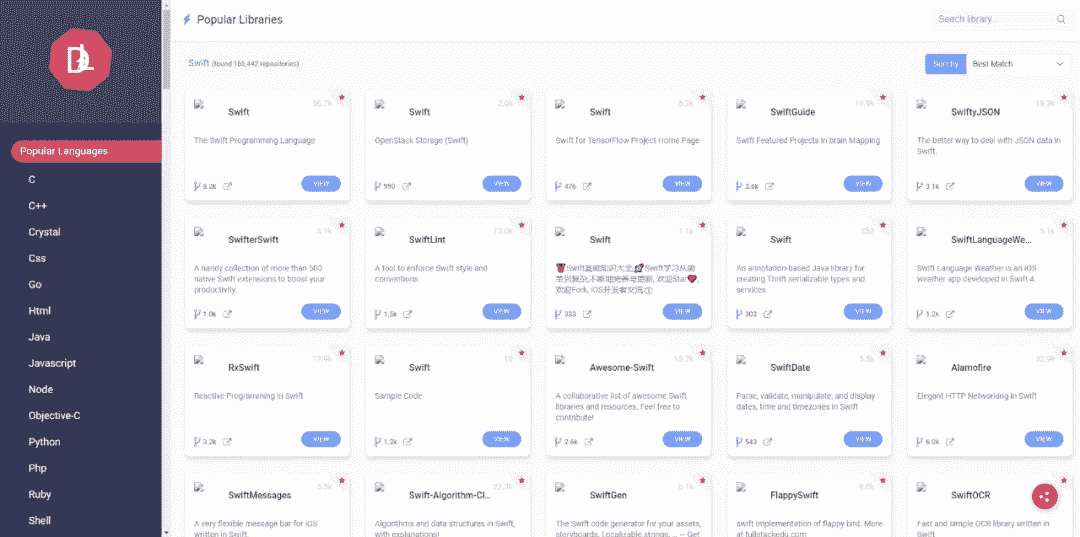 DL
Popular Libraries
Seach library...
Swift (found 166,442 repositories)
Sort by
Best Match
Popular Languages
C
C++
Crystal
Css
Go
Html
Java
Javascript
Node
Objective-C
Python
Php
Ruby
Shell
Swift
50.7k
The Swift Programming Language
8.2k
VIEW
Swift
2.0k
OpenStack Storage (Swift)
990
VIEW
Swift
5.2k
Swift for TensorFlow Project Home Page
476
VIEW
SwiftGuide
14.9k
Swift Featured Projects in brain Mapping
3.6k
VIEW
SwiftyJSON
The better way to deal with JSON data in
Swift.
3.1k
VIEW
SwifterSwift
A handy collection of more than 500
native Swift extensions to boost your
productivity.
1.0k
VIEW
SwiftLint
A tool to enforce Swift style and
conventions
1.5k
VIEW
Swift
1.1k
Swift基础知识大全,🚀Swift学习从简
单到复杂,不断地完善与更新, 欢迎Star❤️,
欢迎Fork, iOS开发者交流:
333
VIEW
Swift
An annotation-based Java library for
creating Thrift serializable types and
services.
302
VIEW
SwiftLanguageWe...
5.1k
Swift Language Weather is an iOS
weather app developed in Swift 4.
1.2k
VIEW
RxSwift
17.9k
Reactive Programming in Swift
3.2k
VIEW
Swift
10
Sample Code
1.2k
VIEW
Awesome-Swift
A collaborative list of awesome Swift
libraries and resources. Feel free to
contribute!
2.6k
VIEW
SwiftDate
5.5k
Parse, validate, manipulate, and display
dates, time and timezones in Swift
543
VIEW
Alamofire
32.9k
Elegant HTTP Networking in Swift
6.0k
VIEW
SwiftMessages
A very flexible message bar for iOS
written in Swift.
Swift-Algorithm-Cl...
22.3k
Algorithms and data structures in Swift,
with explanations!
SwiftGen
6.1k
The Swift code generator for your assets,
storyboards, Localizable.strings, ... — Get
FlappySwift
9.0k
swift implementation of flappy bird. More
at fullstackedu.com
SwiftOCR
Fast and simple OCR library written in
Swift